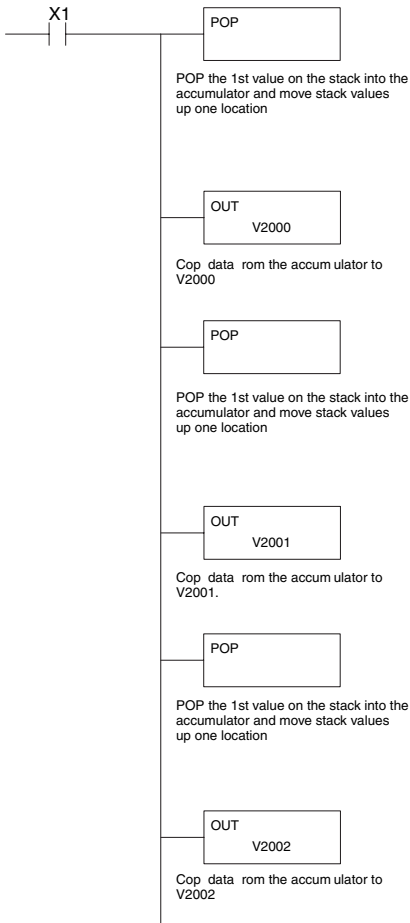 X1
POP
POP the 1st value on the stack into the
accumulator and move stack values
up one location
OUT
V2000
Cop data rom the accum ulator to
V2000
POP
POP the 1st value on the stack into the
accumulator and move stack values
up one location
OUT
V2001
Cop data rom the accum ulator to
V2001.
POP
POP the 1st value on the stack into the
accumulator and move stack values
up one location
OUT
V2002
Cop data rom the accum ulator to
V2002